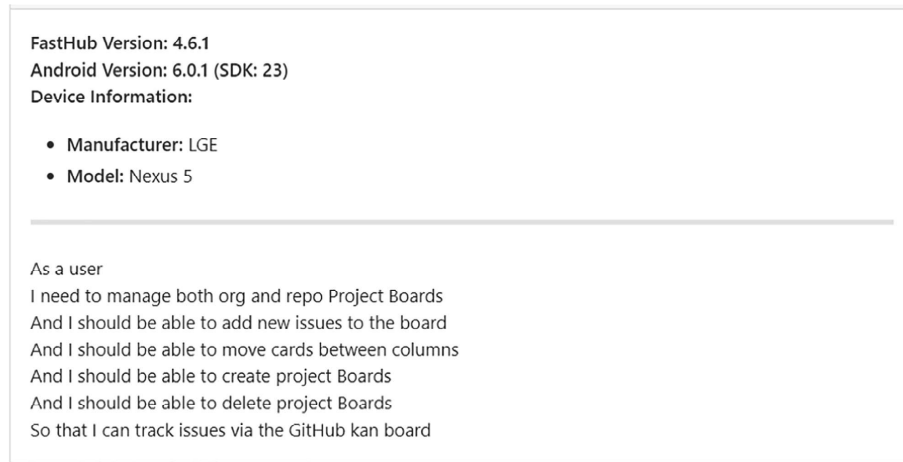 FastHub Version: 4.6.1
Android Version: 6.0.1 (SDK: 23)
Device Information:
• Manufacturer: LGE
• Model: Nexus 5
As a user
I need to manage both org and repo Project Boards
And I should be able to add new issues to the board
And I should be able to move cards between columns
And I should be able to create project Boards
And I should be able to delete project Boards
So that I can track issues via the GitHub kan board